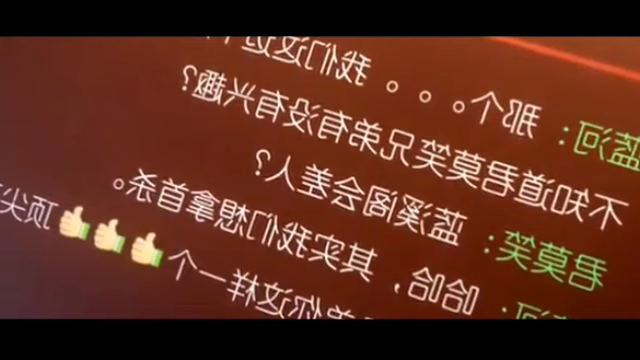 蓝河：那个。。。我们这
不知道君莫笑兄弟有没有兴趣？
君莫笑：蓝溪阁会差人？
河：哈哈，其实我们想拿首杀。
你这样一个👍👍👍顶尖